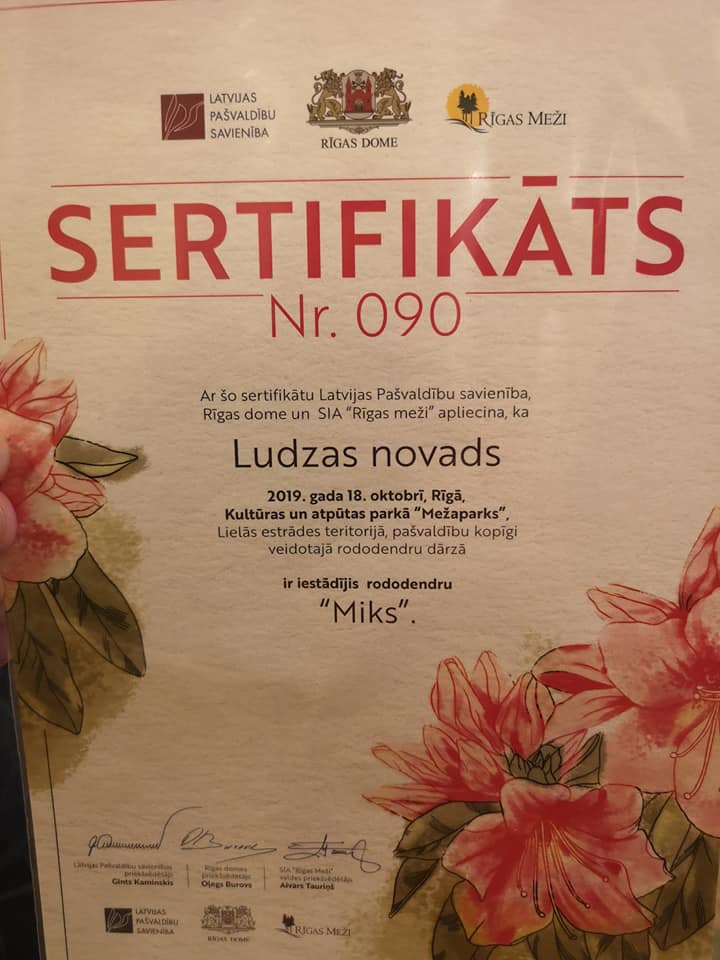 LATVIJAS
PAŠVALDĪBU
SAVIENĪBA
RĪGAS DOME
RĪGAS MEŽI
SERTIFIKĀTS
Nr. 090
Ar šo sertifikātu Latvijas Pašvaldību savienība,
Rīgas dome un SIA “Rīgas meži” apliecina, ka
Ludzas novads
2019. gada 18. oktobrī, Rīgā,
Kultūras un atpūtas parkā “Mežaparks”,
Lielās estrādes teritorijā, pašvaldību kopīgi
veidotajā rododendru dārzā
ir iestādījis rododendru
“Miks”.
Latvijas Pašvaldību savienības
priekšsēdētājs
Gints Kaminskis
Rīgas domes
priekšsēdētājs
Oļegs Burovs
SIA “Rīgas Meži”
valdes priekšsēdētājs
Aivars Tauriņš
LATVIJAS
PAŠVALDĪBU
SAVIENĪBA
RĪGAS DOME
RĪGAS MEŽI